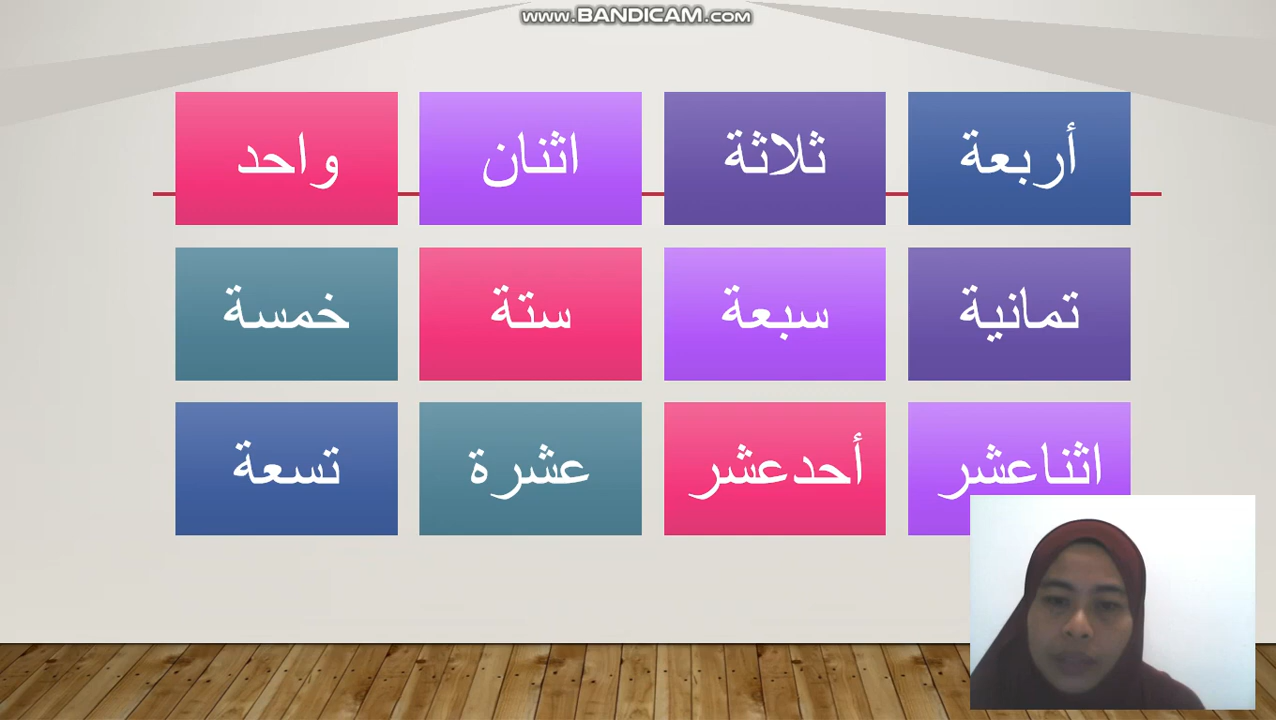 www.BANDICAM.com
واحد
اثنان
ثلاثة
أربعة
خمسة
ستة
سبعة
تمانية
تسعة
عشرة
أحدعشر
اثناعشر